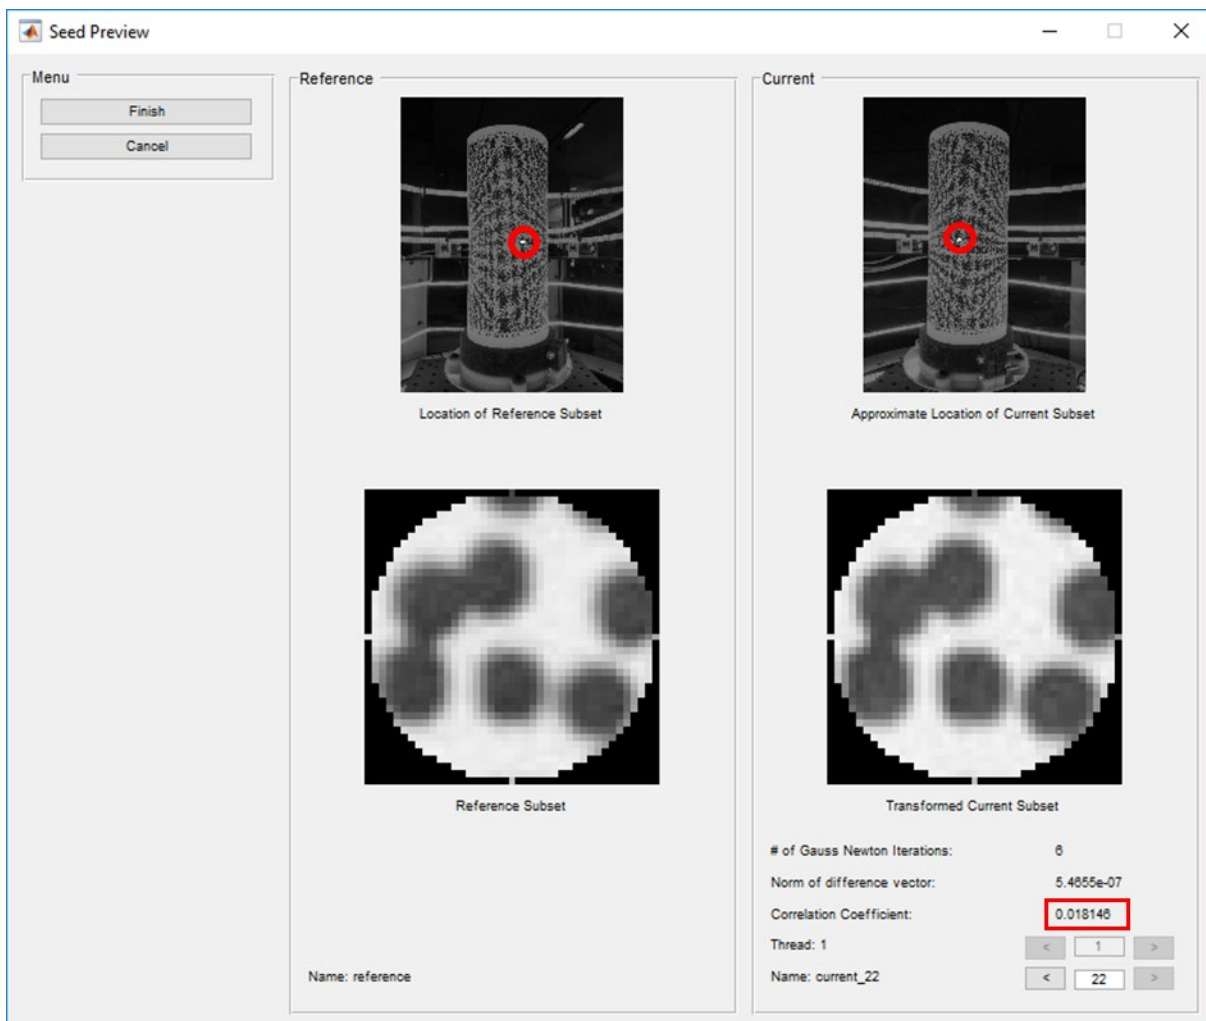 Seed Preview
Menu
Finish
Cancel
Reference
Location of Reference Subset
Reference Subset
Name: reference
Current
Approximate Location of Current Subset
Transformed Current Subset
# of Gauss Newton Iterations: 6
Norm of difference vector: 5.4655e-07
Correlation Coefficient: 0.018146
Thread: 1 < 1 >
Name: current_22 < 22 >